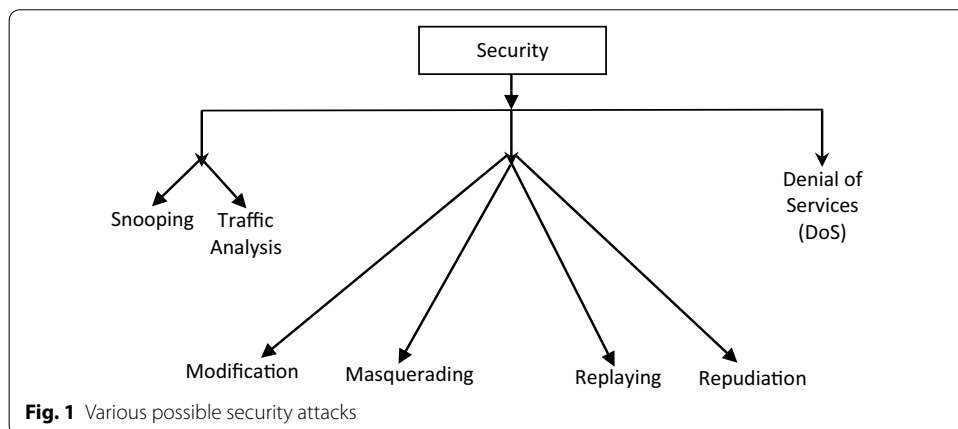 Security
Snooping
Traffic
Analysis
Denial of
Services
(DoS)
Modification
Masquerading
Replaying
Repudiation
Fig. 1 Various possible security attacks